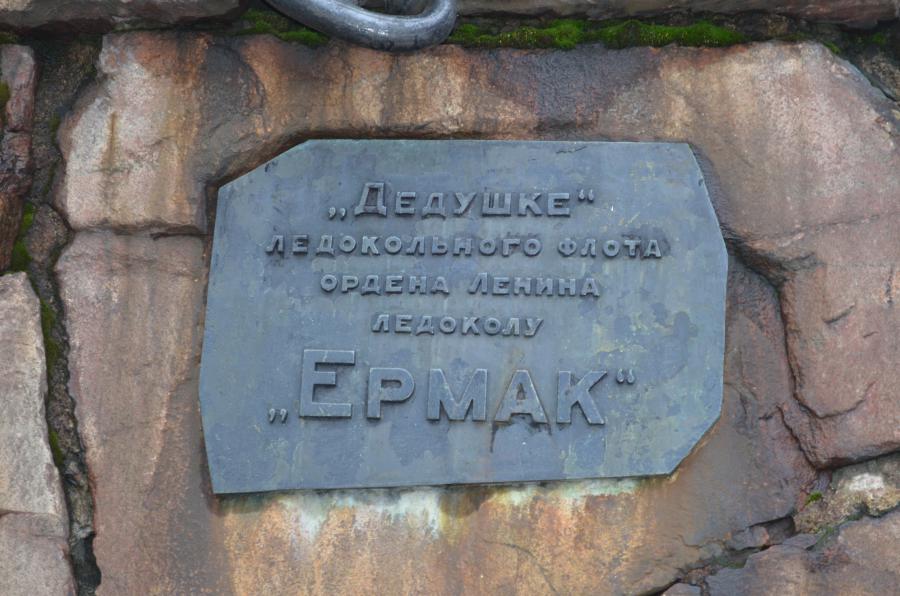 „Дедушке“
ледокольного флота
ордена Ленина
ледоколу
„Ермак“